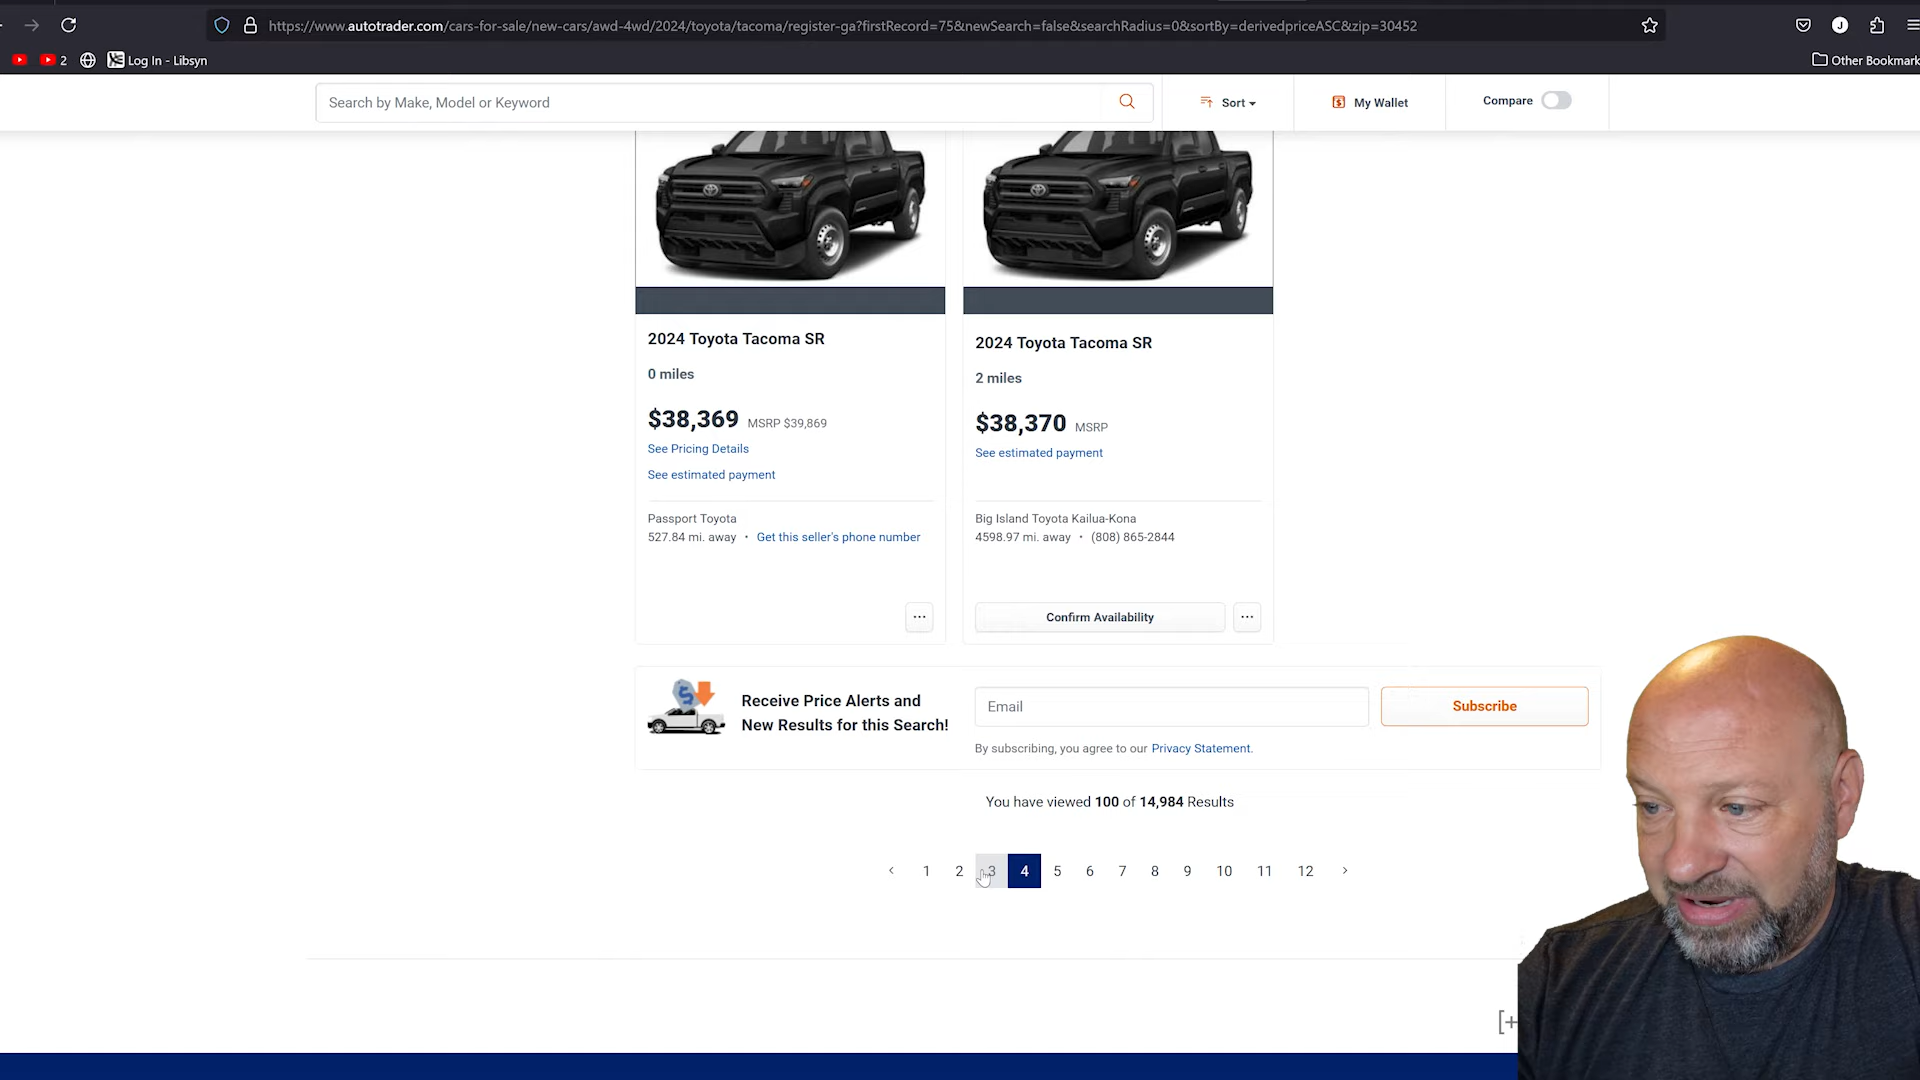 https://www.autotrader.com/cars-for-sale/new-cars/awd-4wd/2024/toyota/tacoma/register-ga?firstRecord=75&newSearch=false&searchRadius=0&sortBy=derivedpriceASC&zip=30452
J
2
Log In - Libsyn
Other Bookmark
Search by Make, Model or Keyword
Sort
My Wallet
Compare
2024 Toyota Tacoma SR
0 miles
$38,369 MSRP $39,869
See Pricing Details
See estimated payment
Passport Toyota
527.84 mi. away • Get this seller's phone number
...
2024 Toyota Tacoma SR
2 miles
$38,370 MSRP
See estimated payment
Big Island Toyota Kailua-Kona
4598.97 mi. away • (808) 865-2844
Confirm Availability
...
Receive Price Alerts and
New Results for this Search!
Email
Subscribe
By subscribing, you agree to our Privacy Statement.
You have viewed 100 of 14,984 Results
< 1 2 3 4 5 6 7 8 9 10 11 12 >
[+